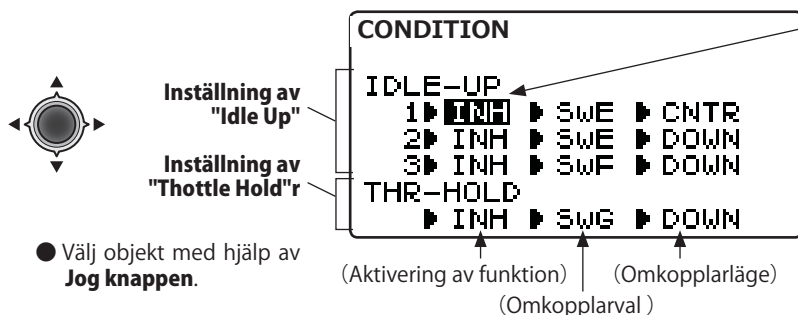 CONDITION
IDLE-UP
Inställning av
"Idle Up"
1▶ INH ▶ SwE ▶ CNTR
2▶ INH ▶ SwE ▶ DOWN
3▶ INH ▶ SwF ▶ DOWN
Inställning av
"Thottle Hold"r
THR-HOLD
▶ INH ▶ SwG ▶ DOWN
● Välj objekt med hjälp av
Jog knappen.
(Aktivering av funktion)
(Omkopplarläge)
(Omkopplarval )